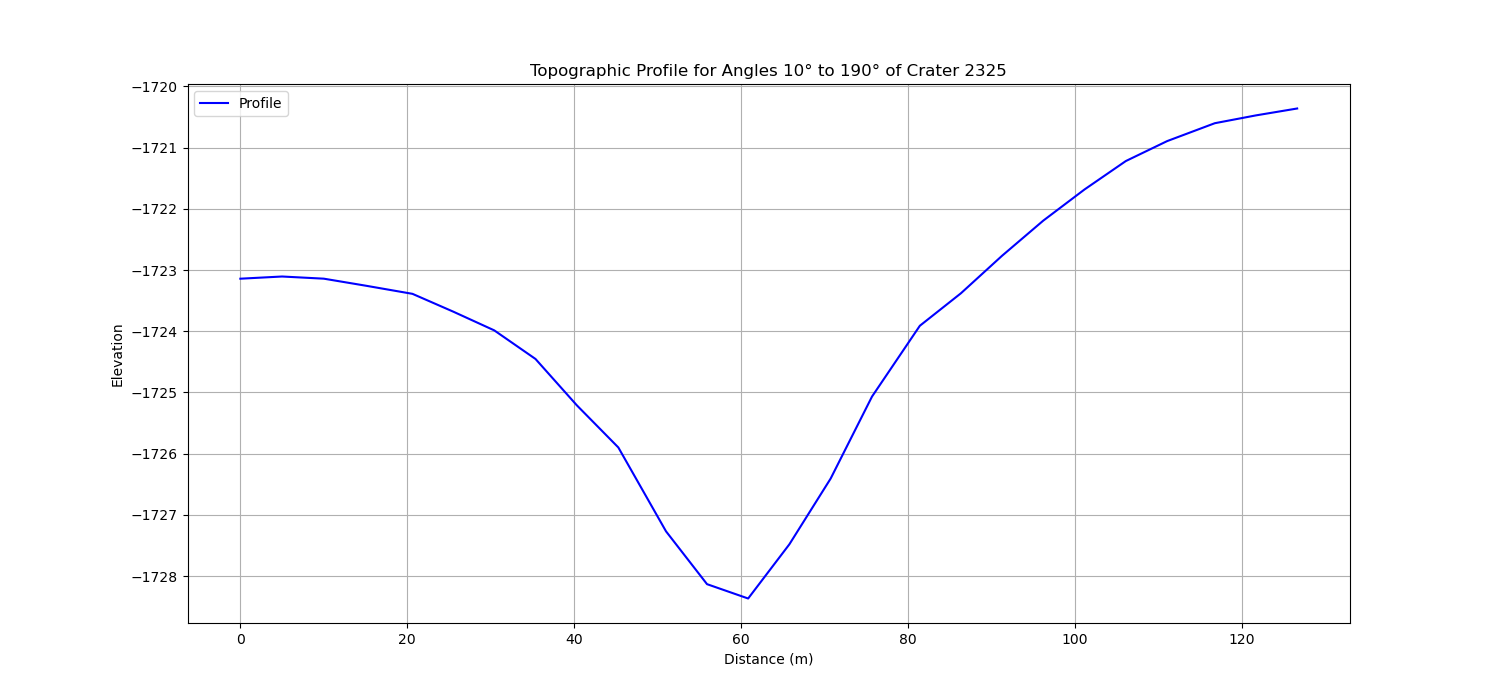 Topographic Profile for Angles 10° to 190° of Crater 2325
Profile
−1720
−1721
−1722
−1723
−1724
−1725
−1726
−1727
−1728
Elevation
0 20 40 60 80 100 120
Distance (m)